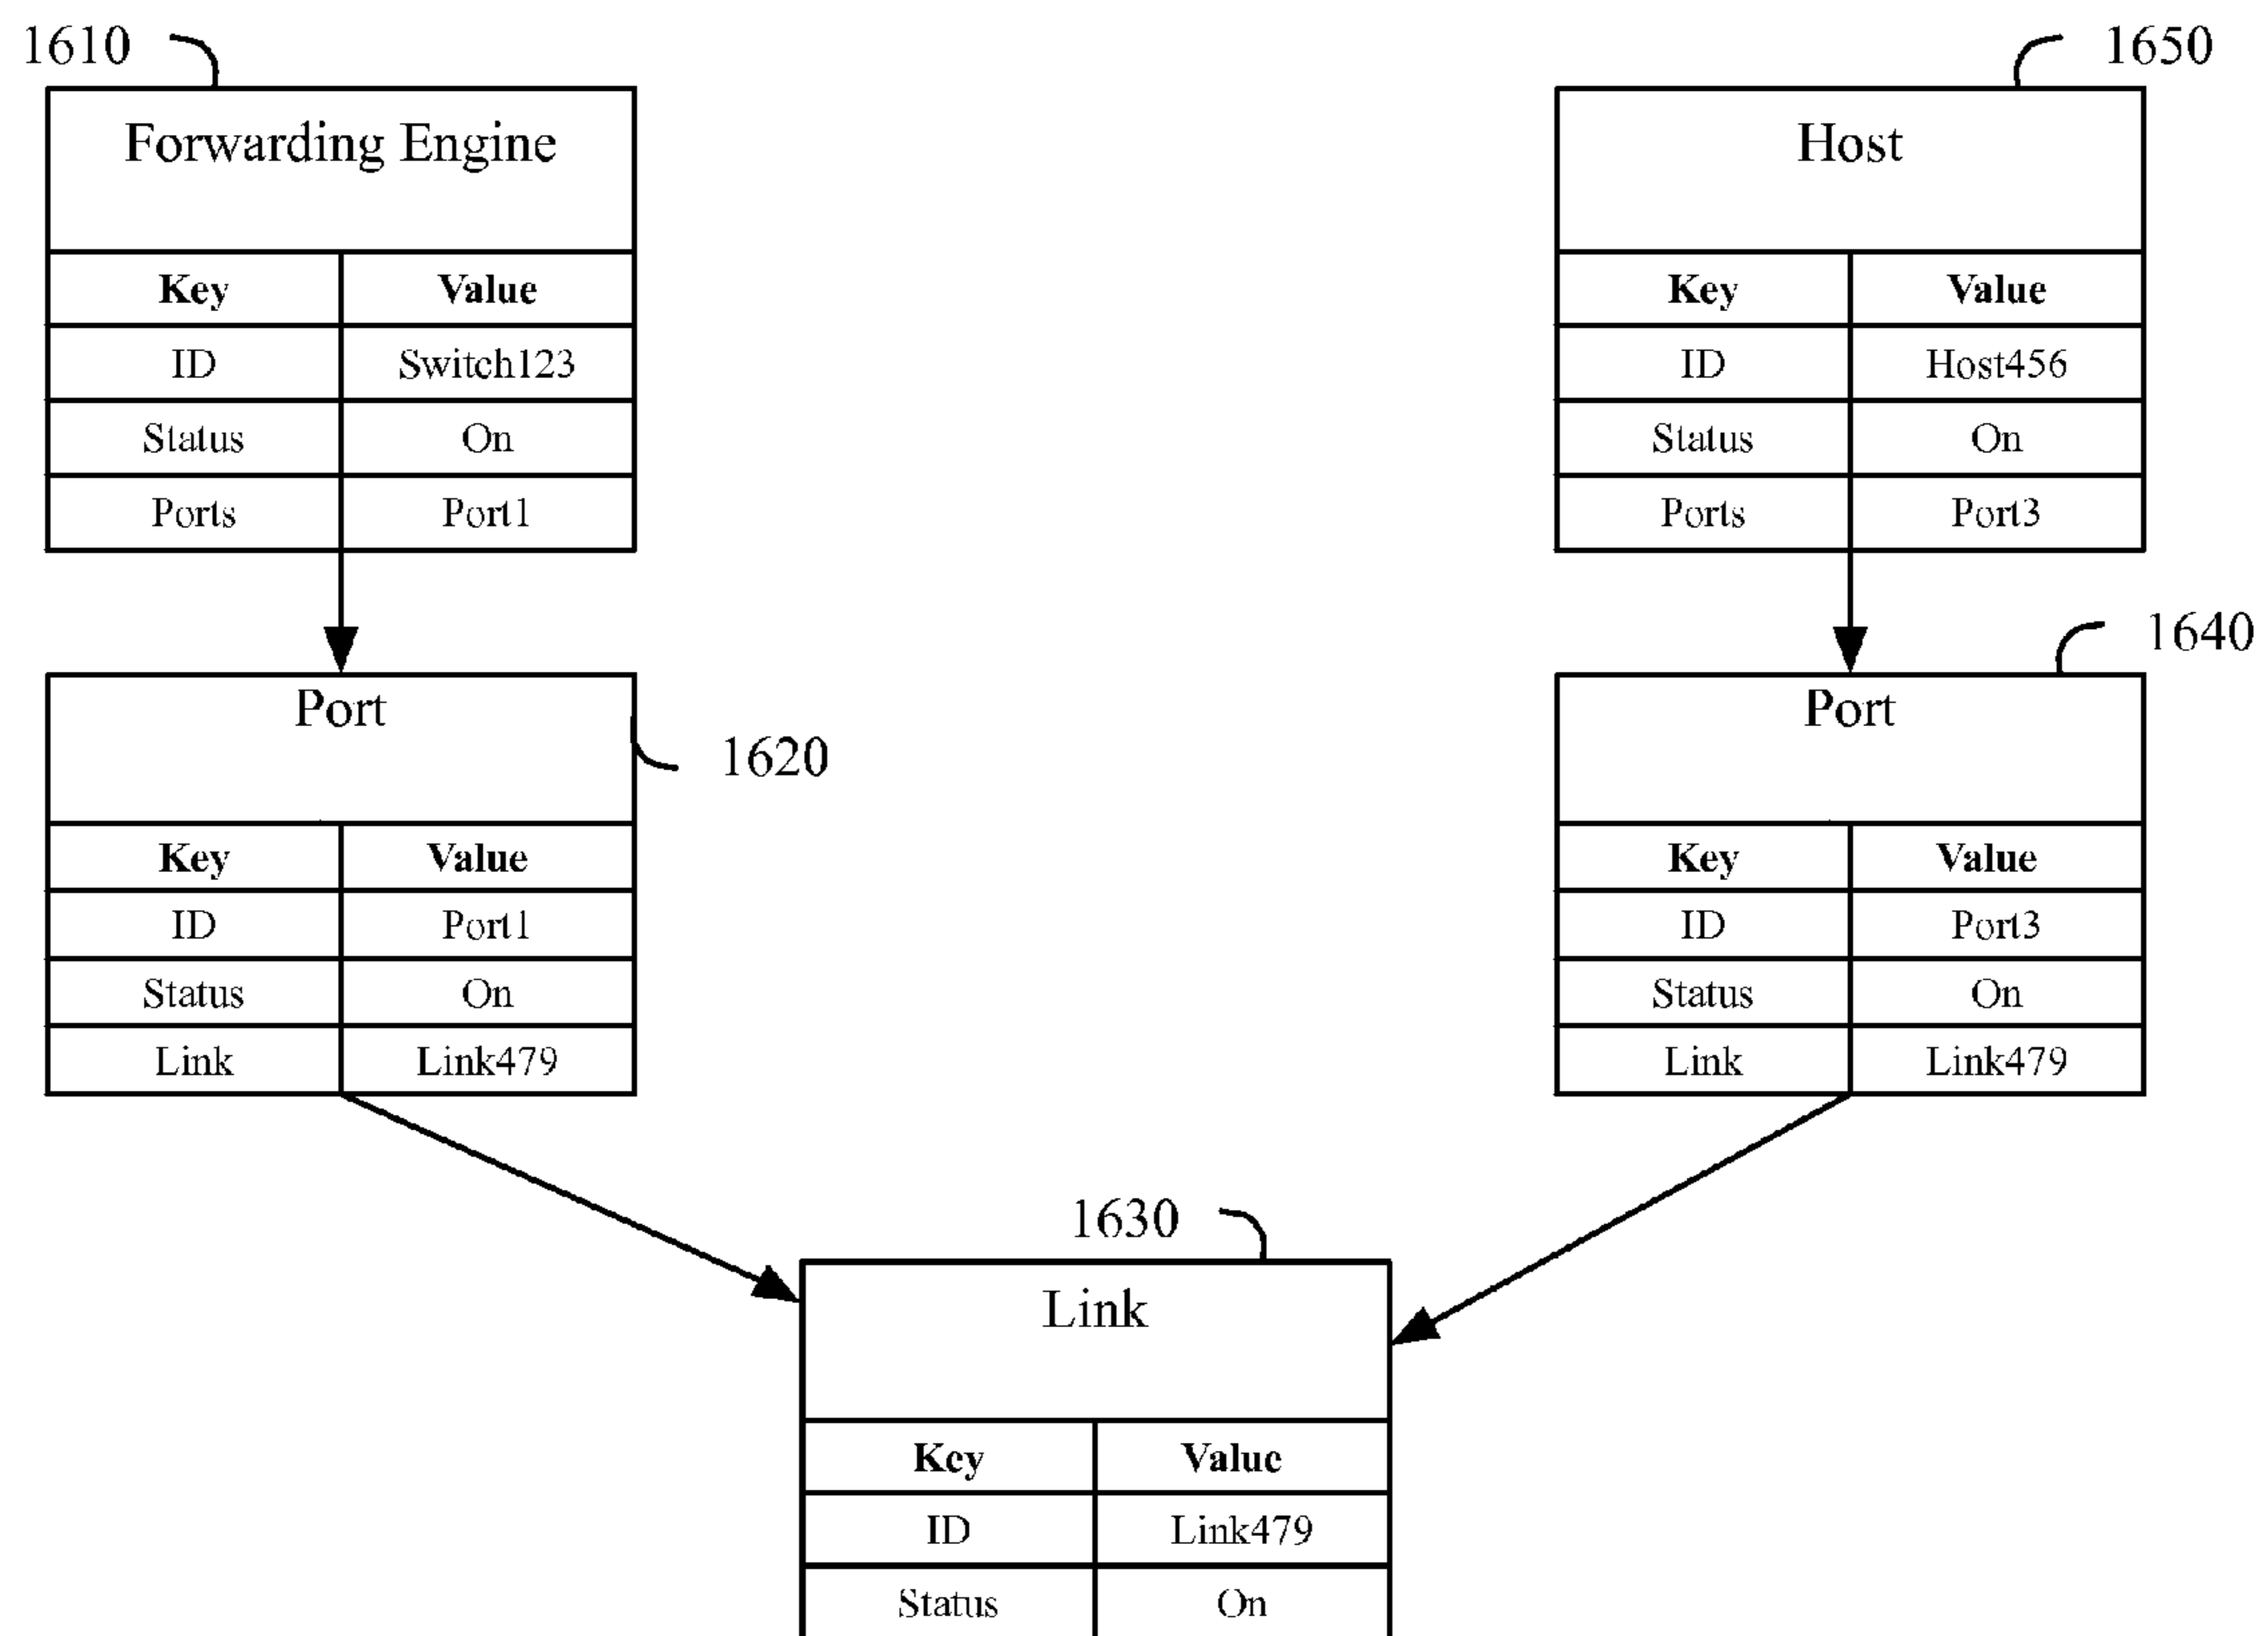 1610
Forwarding Engine
Key Value
ID Switch123
Status On
Ports Port1
1650
Host
Key Value
ID Host456
Status On
Ports Port3
Port
1620
Key Value
ID Port1
Status On
Link Link479
1640
Port
Key Value
ID Port3
Status On
Link Link479
1630
Link
Key Value
ID Link479
Status On